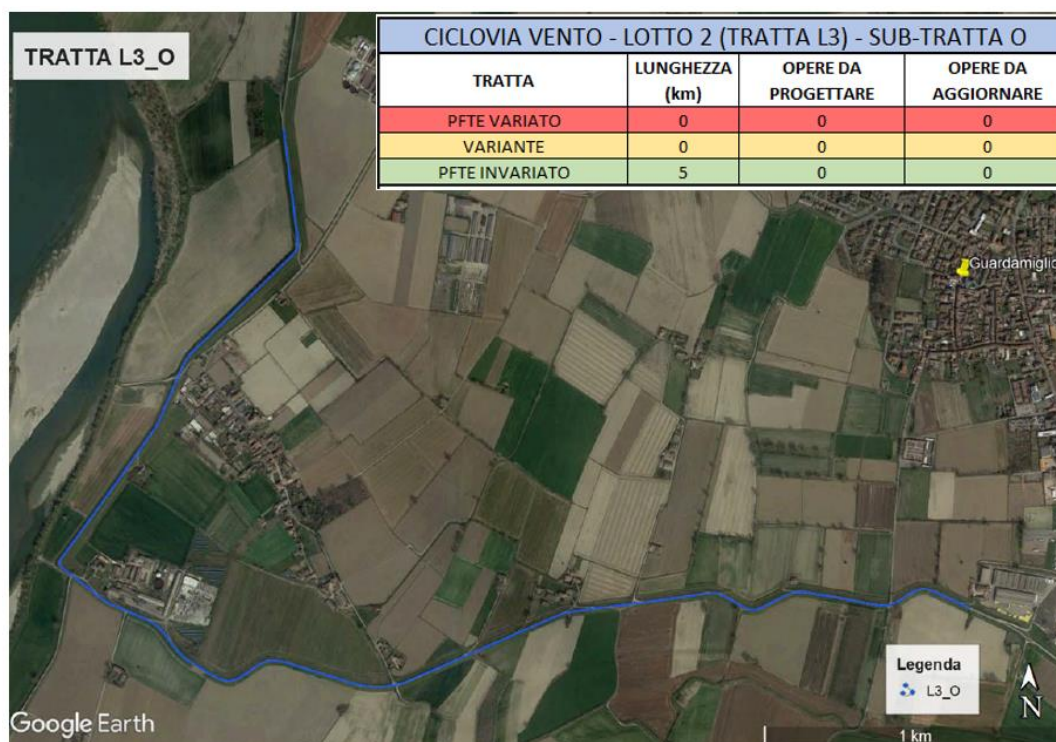 TRATTA L3_O
CICLOVIA VENTO - LOTTO 2 (TRATTA L3) - SUB-TRATTA O
TRATTA LUNGHEZZA (km) OPERE DA PROGETTARE OPERE DA AGGIORNARE
PFTE VARIATO 0 0 0
VARIANTE 0 0 0
PFTE INVARIATO 5 0 0
Guardamiglio
Legenda
L3_O
N
Google Earth
1 km